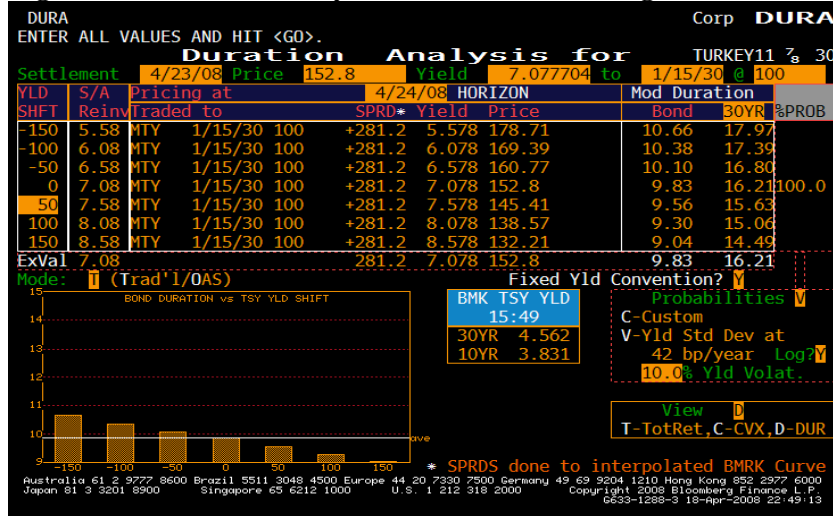 DURA Corp DURA
ENTER ALL VALUES AND HIT <GO>.
Duration Analysis for TURKEY11 ⅞ 30
Settlement 4/23/08 Price 152.8 Yield 7.077704 to 1/15/30 @ 100
YLD S/A Pricing at 4/24/08 HORIZON Mod Duration
SHFT Reinv Traded to SPRD* Yield Price Bond 30YR %PROB
-150 5.58 MTY 1/15/30 100 +281.2 5.578 178.71 10.66 17.97
-100 6.08 MTY 1/15/30 100 +281.2 6.078 169.39 10.38 17.39
-50 6.58 MTY 1/15/30 100 +281.2 6.578 160.77 10.10 16.80
0 7.08 MTY 1/15/30 100 +281.2 7.078 152.8 9.83 16.21 100.0
50 7.58 MTY 1/15/30 100 +281.2 7.578 145.41 9.56 15.63
100 8.08 MTY 1/15/30 100 +281.2 8.078 138.57 9.30 15.06
150 8.58 MTY 1/15/30 100 +281.2 8.578 132.21 9.04 14.49
ExVal 7.08 281.2 7.078 152.8 9.83 16.21
Mode: T (Trad'l/OAS) Fixed Yld Convention? Y
BOND DURATION vs TSY YLD SHIFT
15
14
13
12
11
10
9
ave
-150 -100 -50 0 50 100 150
BMK TSY YLD
15:49
30YR 4.562
10YR 3.831
Probabilities V
C-Custom
V-Yld Std Dev at
42 bp/year Log? Y
10.0% Yld Volat.
View D
T-TotRet,C-CVX,D-DUR
* SPRDS done to interpolated BMRK Curve
Australia 61 2 9777 8600 Brazil 5511 3048 4500 Europe 44 20 7330 7500 Germany 49 69 9204 1210 Hong Kong 852 2977 6000
Japan 81 3 3201 8900 Singapore 65 6212 1000 U.S. 1 212 318 2000 Copyright 2008 Bloomberg Finance L.P.
G633-1288-3 18-Apr-2008 22:49:13